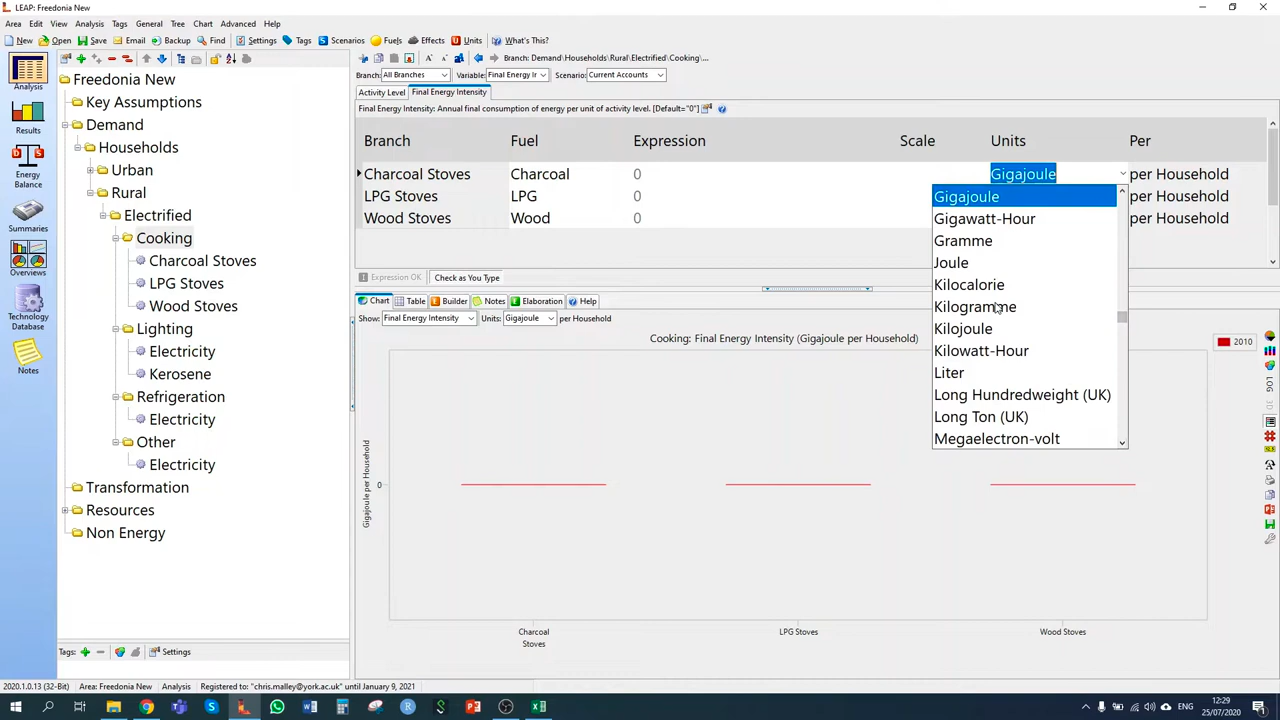 LEAP: Freedonia New
Area Edit View Analysis Tags General Tree Chart Advanced Help
New Open Save Email Backup Find Settings Tags Scenarios Fuels Effects Units What's This?
Branch: Demand\Households\Rural\Electrified\Cooking\...
Branch: All Branches Variable: Final Energy Ir Scenario: Current Accounts
Activity Level Final Energy Intensity
Final Energy Intensity: Annual final consumption of energy per unit of activity level. [Default="0"]
Branch Fuel Expression Scale Units Per
Charcoal Stoves Charcoal 0 Gigajoule per Household
LPG Stoves LPG 0 per Household
Wood Stoves Wood 0 per Household
Gigajoule
Gigawatt-Hour
Gramme
Joule
Kilocalorie
Kilogramme
Kilojoule
Kilowatt-Hour
Liter
Long Hundredweight (UK)
Long Ton (UK)
Megaelectron-volt
Expression OK Check as You Type
Chart Table Builder Notes Elaboration Help
Show: Final Energy Intensity Units: Gigajoule per Household
Cooking: Final Energy Intensity (Gigajoule per Household)
2010
Gigajoule per Household
0
Charcoal
Stoves
LPG Stoves
Wood Stoves
LOG
3D
Analysis
Results
Energy
Balance
Summaries
Overviews
Technology
Database
Notes
Freedonia New
Key Assumptions
Demand
Households
Urban
Rural
Electrified
Cooking
Charcoal Stoves
LPG Stoves
Wood Stoves
Lighting
Electricity
Kerosene
Refrigeration
Electricity
Other
Electricity
Transformation
Resources
Non Energy
Tags: Settings
2020.1.0.13 (32-Bit) Area: Freedonia New Analysis Registered to: "chris.malley@york.ac.uk" until January 9, 2021
12:29
25/07/2020